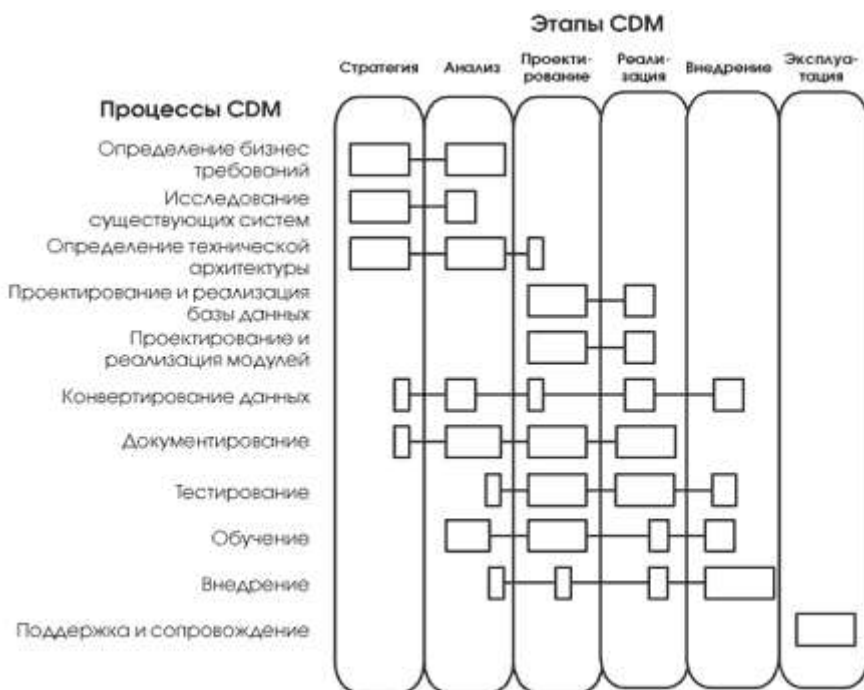 Этапы CDM
Стратегия Анализ Проекти-рование Реали-зация Внедрение Эксплуа-тация
Процессы CDM
Определение бизнес
требований
Исследование
существующих систем
Определение технической
архитектуры
Проектирование и реализация
базы данных
Проектирование и
реализация модулей
Конвертирование данных
Документирование
Тестирование
Обучение
Внедрение
Поддержка и сопровождение